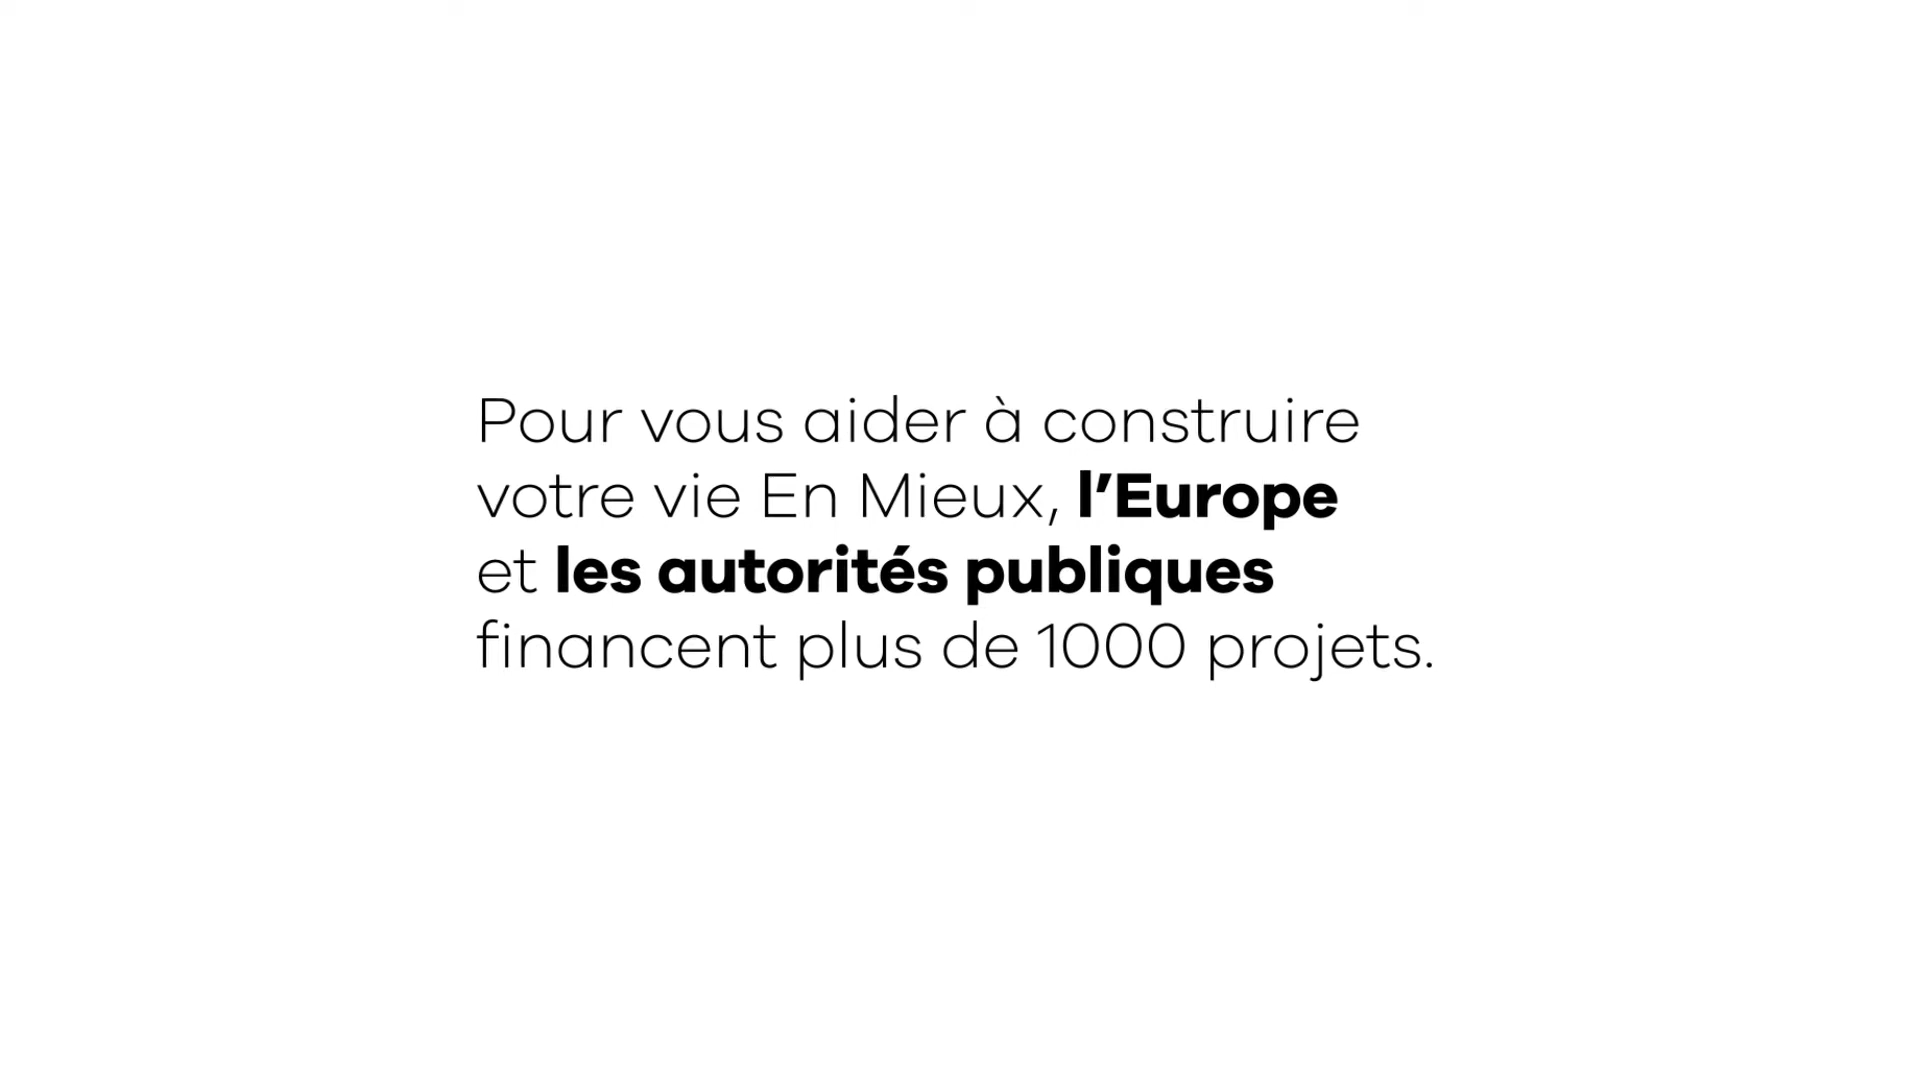 Pour vous aider à construire
votre vie En Mieux, l’Europe
et les autorités publiques
financent plus de 1000 projets.